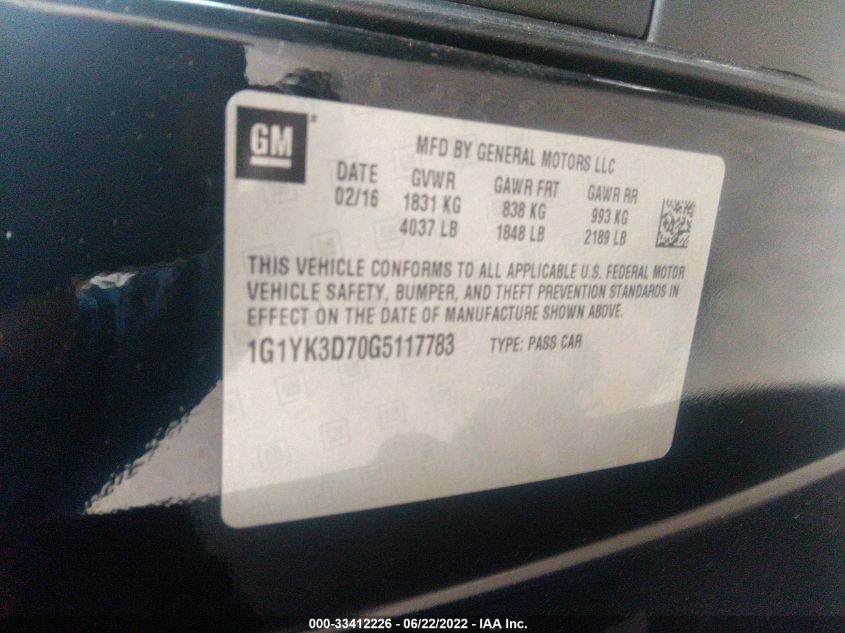 GM®
MFD BY GENERAL MOTORS LLC
DATE GVWR GAWR FRT GAWR RR
02/16 1831 KG 838 KG 993 KG
4037 LB 1848 LB 2189 LB
THIS VEHICLE CONFORMS TO ALL APPLICABLE U.S. FEDERAL MOTOR
VEHICLE SAFETY, BUMPER, AND THEFT PREVENTION STANDARDS IN
EFFECT ON THE DATE OF MANUFACTURE SHOWN ABOVE.
1G1YK3D70G5117783 TYPE: PASS CAR
000-33412226 - 06/22/2022 - IAA Inc.